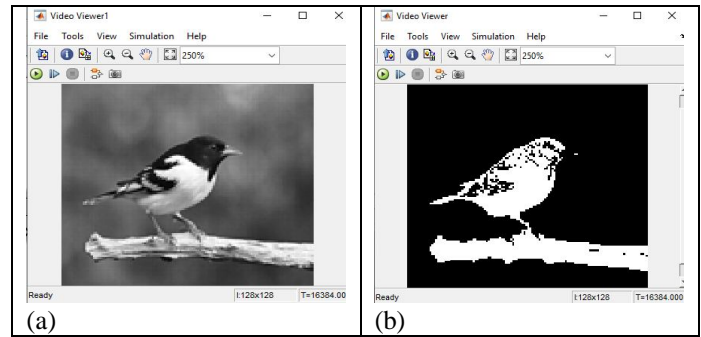 Video Viewer1
File Tools View Simulation Help
250%
Ready
I:128x128
T=16384.00
(a)
Video Viewer
File Tools View Simulation Help
250%
Ready
I:128x128
T=16384.000
(b)